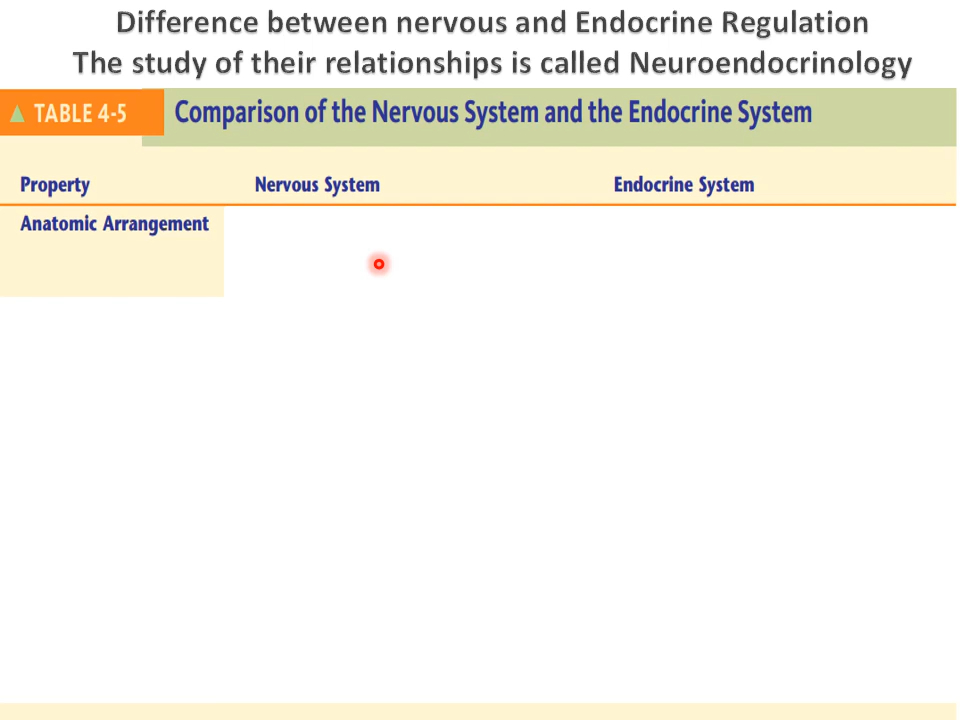 Difference between nervous and Endocrine Regulation
The study of their relationships is called Neuroendocrinology
▲ TABLE 4-5 Comparison of the Nervous System and the Endocrine System
Property Nervous System Endocrine System
Anatomic Arrangement